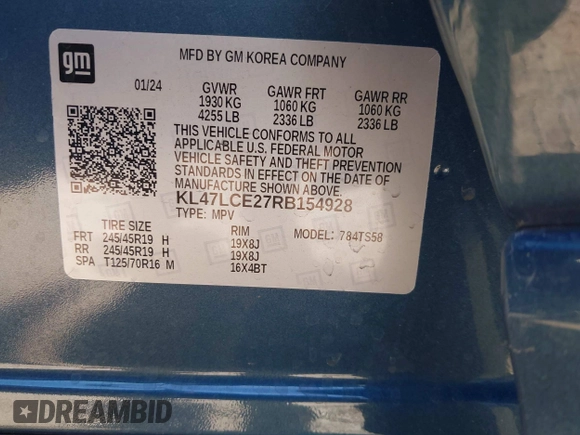 gm
MFD BY GM KOREA COMPANY
01/24 GVWR GAWR FRT GAWR RR
1930 KG 1060 KG 1060 KG
4255 LB 2336 LB 2336 LB
THIS VEHICLE CONFORMS TO ALL
APPLICABLE U.S. FEDERAL MOTOR
VEHICLE SAFETY AND THEFT PREVENTION
STANDARDS IN EFFECT ON THE DATE OF
MANUFACTURE SHOWN ABOVE.
KL47LCE27RB154928
TYPE: MPV
TIRE SIZE RIM MODEL: 784TS58
FRT 245/45R19 H 19X8J
RR 245/45R19 H 19X8J
SPA T125/70R16 M 16X4BT
DREAMBID